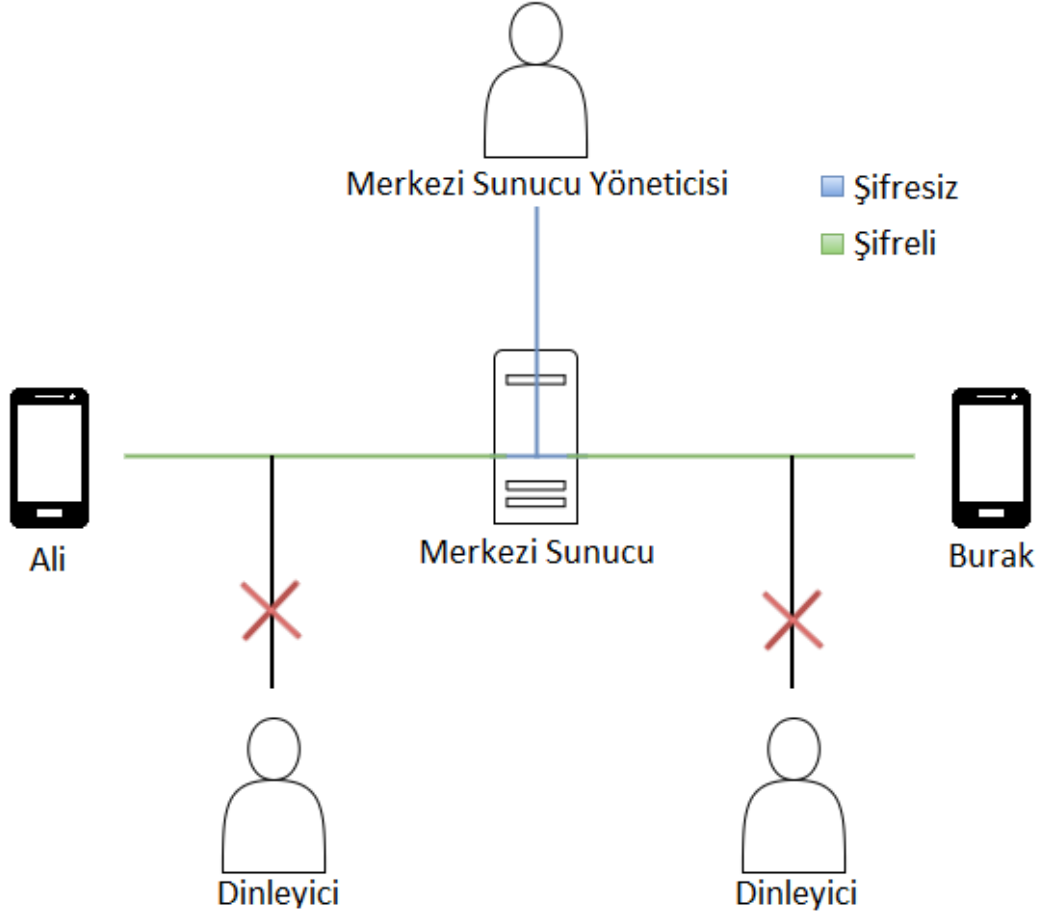 Merkezi Sunucu Yöneticisi
Şifresiz
Şifreli
Ali
Merkezi Sunucu
Burak
Dinleyici
Dinleyici